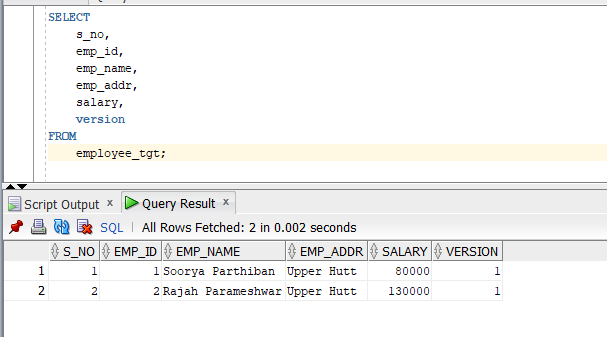 SELECT
s_no,
emp_id,
emp_name,
emp_addr,
salary,
version
FROM
employee_tgt;
Script Output x Query Result x
SQL | All Rows Fetched: 2 in 0.002 seconds
S_NO EMP_ID EMP_NAME EMP_ADDR SALARY VERSION
1 1 1 Soorya Parthiban Upper Hutt 80000 1
2 2 2 Rajah Parameshwar Upper Hutt 130000 1